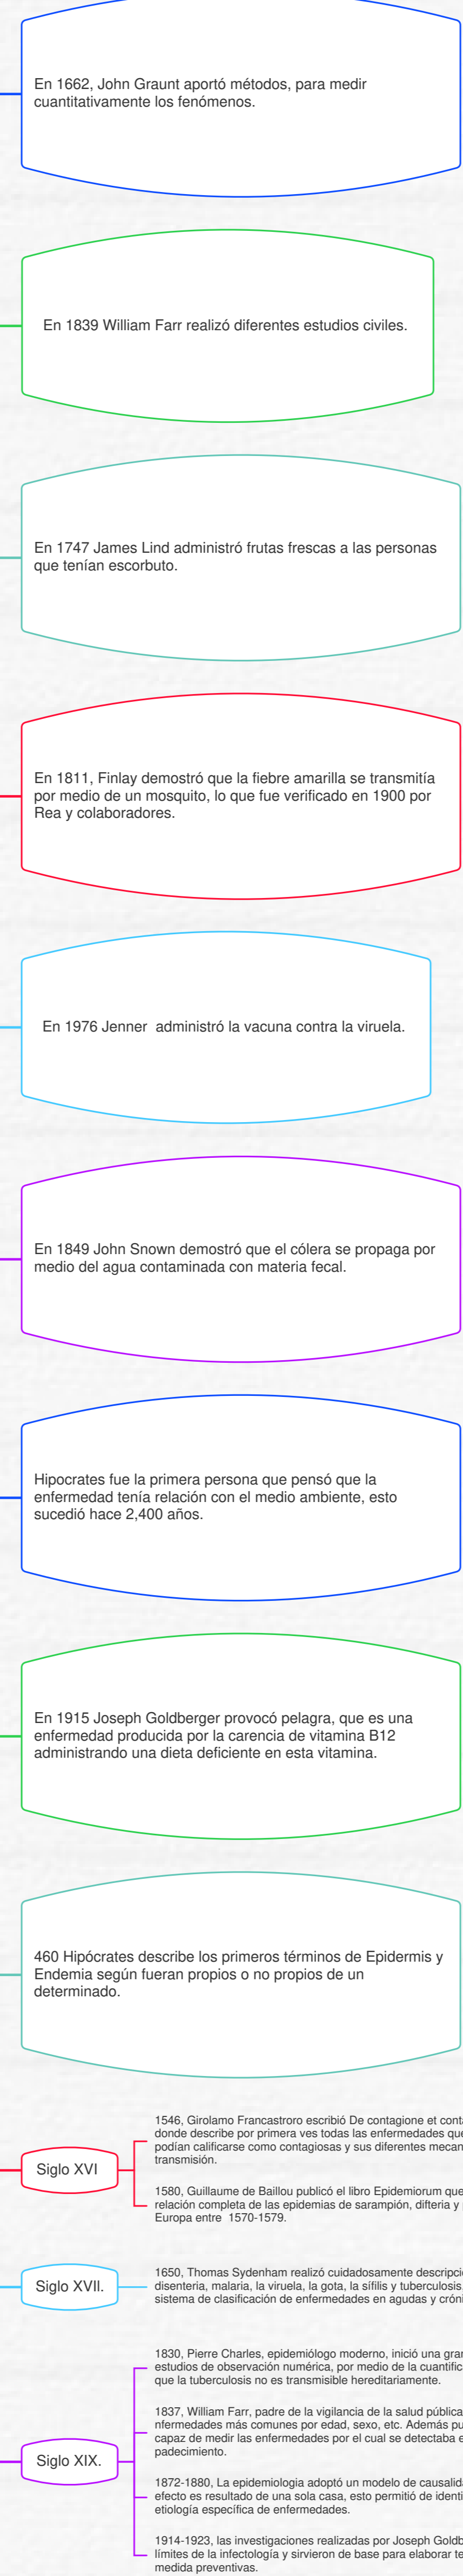 En 1662, John Graunt aportó métodos, para medir
cuantitativamente los fenómenos.
En 1839 William Farr realizó diferentes estudios civiles.
En 1747 James Lind administró frutas frescas a las personas
que tenían escorbuto.
En 1811, Finlay demostró que la fiebre amarilla se transmitía
por medio de un mosquito, lo que fue verificado en 1900 por
Rea y colaboradores.
En 1976 Jenner  administró la vacuna contra la viruela.
En 1849 John Snown demostró que el cólera se propaga por
medio del agua contaminada con materia fecal.
Hipocrates fue la primera persona que pensó que la
enfermedad tenía relación con el medio ambiente, esto
sucedió hace 2,400 años.
En 1915 Joseph Goldberger provocó pelagra, que es una
enfermedad producida por la carencia de vitamina B12
administrando una dieta deficiente en esta vitamina.
460 Hipócrates describe los primeros términos de Epidermis y
Endemia según fueran propios o no propios de un
determinado.
Siglo XVI
1546, Girolamo Francastroro escribió De contagione et
donde describe por primera ves todas las enfermedades
podían calificarse como contagiosas y sus diferentes
transmisión.
1580, Guillaume de Baillou publicó el libro Epidemiorum
relación completa de las epidemias de sarampión, difteria y
Europa entre  1570-1579.
Siglo XVII.
1650, Thomas Sydenham realizó cuidadosamente
disenteria, malaria, la viruela, la gota, la sífilis y tuberculosis
sistema de clasificación de enfermedades en agudas y
Siglo XIX.
1830, Pierre Charles, epidemiólogo moderno, inició una
estudios de observación numérica, por medio de la
que la tuberculosis no es transmisible hereditariamente.
1837, William Farr, padre de la vigilancia de la salud pública
nfermedades más comunes por edad, sexo, etc. Además
capaz de medir las enfermedades por el cual se detectaba
padecimiento.
1872-1880, La epidemiologia adoptó un modelo de
efecto es resultado de una sola casa, esto permitió de
etiología específica de enfermedades.
1914-1923, las investigaciones realizadas por Joseph
límites de la infectología y sirvieron de base para elaborar
medida preventivas.